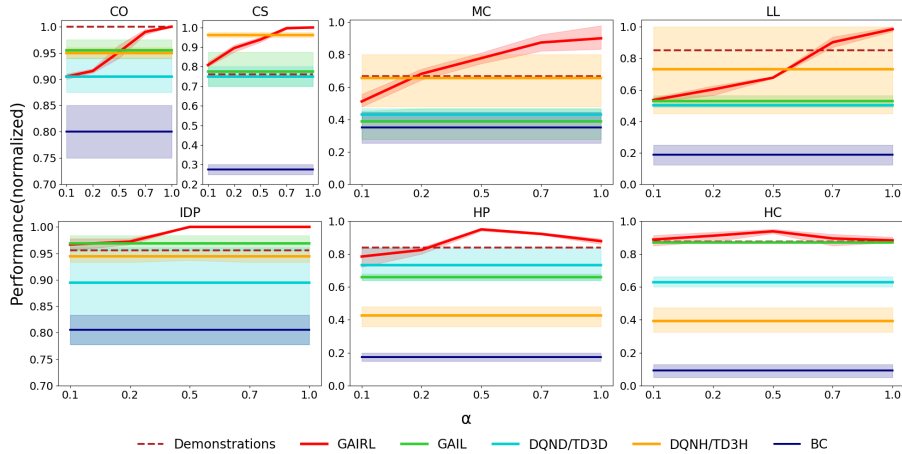 CO
CS
MC
LL
1.00
0.95
0.90
0.85
0.80
0.75
0.70
0.1 0.2 0.5 0.7 1.0
1.0
0.9
0.8
0.7
0.6
0.5
0.4
0.3
0.2
0.1 0.2 0.5 0.7 1.0
1.0
0.8
0.6
0.4
0.2
0.0
0.1 0.2 0.5 0.7 1.0
1.0
0.8
0.6
0.4
0.2
0.0
0.1 0.2 0.5 0.7 1.0
Performance(normalized)
IDP
HP
HC
1.00
0.95
0.90
0.85
0.80
0.75
0.70
0.1 0.2 0.5 0.7 1.0
1.0
0.8
0.6
0.4
0.2
0.0
0.1 0.2 0.5 0.7 1.0
1.0
0.8
0.6
0.4
0.2
0.0
0.1 0.2 0.5 0.7 1.0
α
Demonstrations GAIRL GAIL DQND/TD3D DQNH/TD3H BC